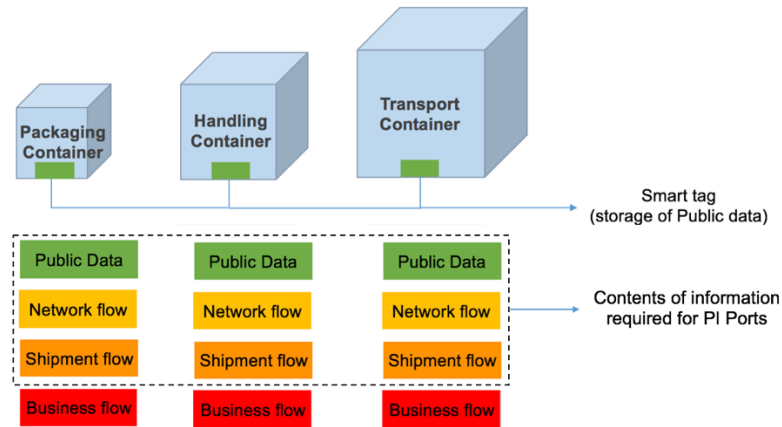 Packaging
Container
Handling
Container
Transport
Container
Smart tag
(storage of Public data)
Public Data
Public Data
Public Data
Network flow
Network flow
Network flow
Contents of information
required for PI Ports
Shipment flow
Shipment flow
Shipment flow
Business flow
Business flow
Business flow